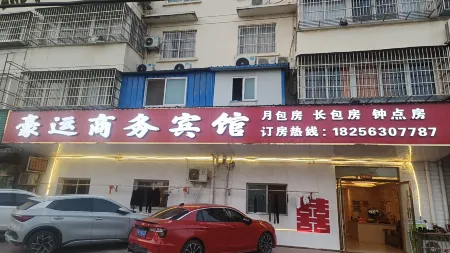 豪运商务宾馆
月包房 长包房 钟点房
订房热线：18256307787
囍